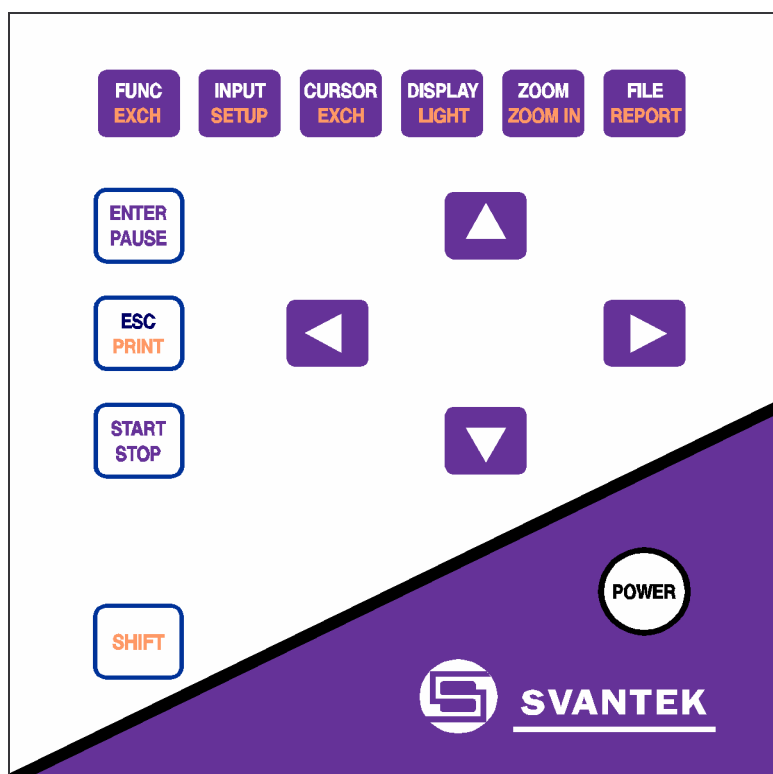 FUNC
EXCH
INPUT
SETUP
CURSOR
EXCH
DISPLAY
LIGHT
ZOOM
ZOOM IN
FILE
REPORT
ENTER
PAUSE
ESC
PRINT
START
STOP
POWER
SHIFT
SVANTEK